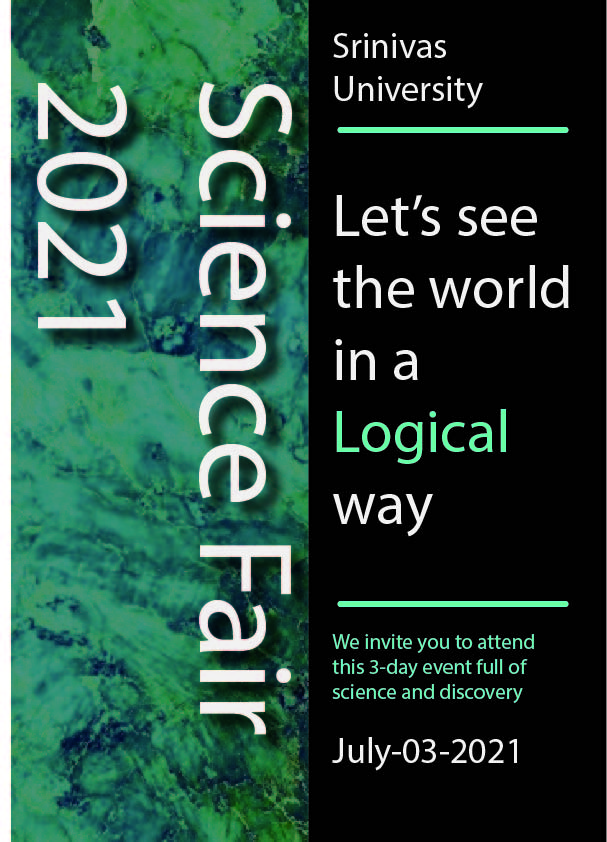 Science Fair
2021
Srinivas
University
Let’s see
the world
in a
Logical
way
We invite you to attend
this 3-day event full of
science and discovery
July-03-2021